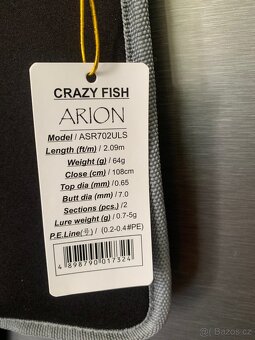 CRAZY FISH
ARION
Model / ASR702ULS
Length (ft/m) / 2.09m
Weight (g) / 64g
Close (cm) / 108cm
Top dia (mm) / 0.65
Butt dia (mm) / 7.0
Sections (pcs.) /2
Lure weight (g) / 0.7-5g
P.E.Line(号) / (0.2-0.4#PE)
4 898790 017324
Sbazar.cz